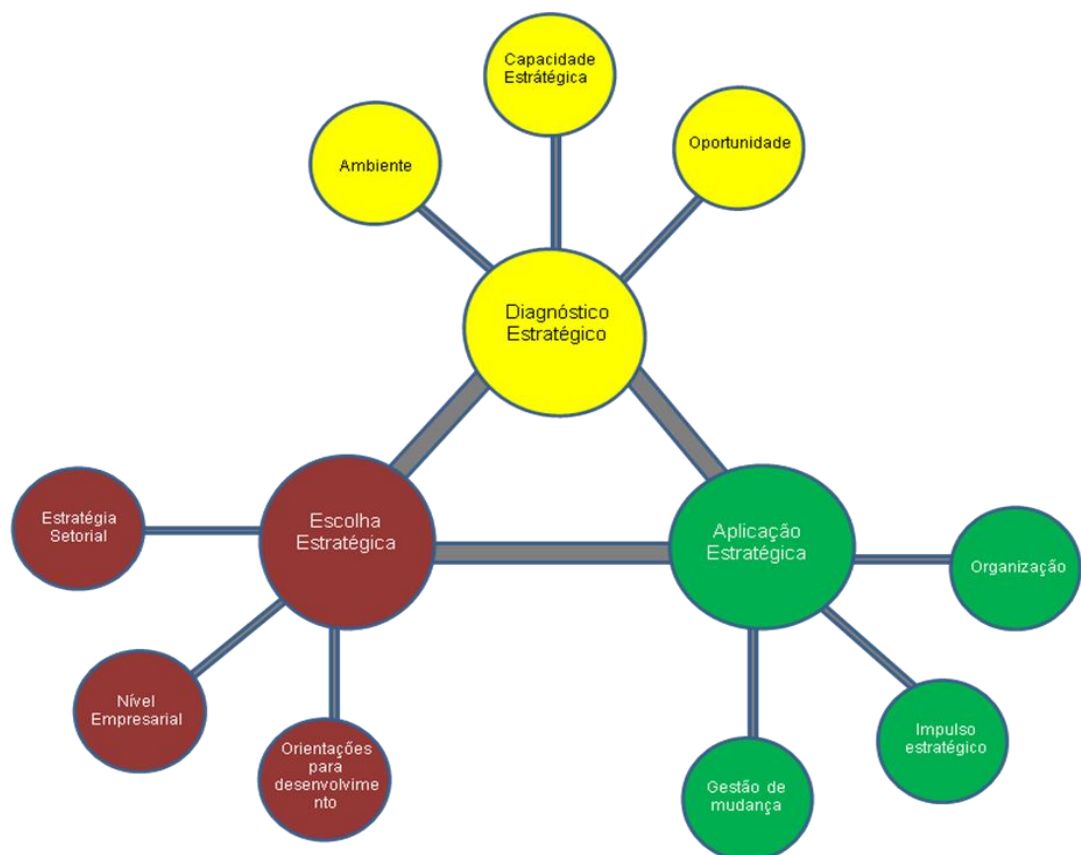 Capacidade
Estrátégica
Ambiente
Oportunidade
Diagnóstico
Estratégico
Estratégia
Setorial
Escolha
Estratégica
Aplicação
Estratégica
Organização
Nível
Empresarial
Orientações
para
desenvolvime
nto
Gestão de
mudança
Impulso
estratégico